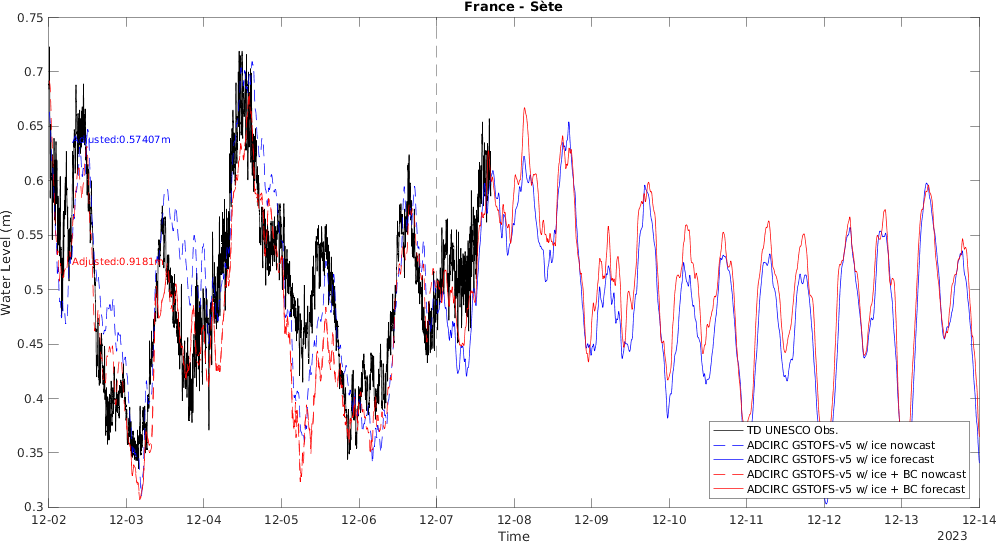 France - Sète
0.75
0.7
0.65
0.6
0.55
0.5
0.45
0.4
0.35
0.3
Water Level (m)
Adjusted:0.57407m
Adjusted:0.9181m
TD UNESCO Obs.
ADCIRC GSTOFS-v5 w/ ice nowcast
ADCIRC GSTOFS-v5 w/ ice forecast
ADCIRC GSTOFS-v5 w/ ice + BC nowcast
ADCIRC GSTOFS-v5 w/ ice + BC forecast
12-02 12-03 12-04 12-05 12-06 12-07 12-08 12-09 12-10 12-11 12-12 12-13 12-14
Time
2023